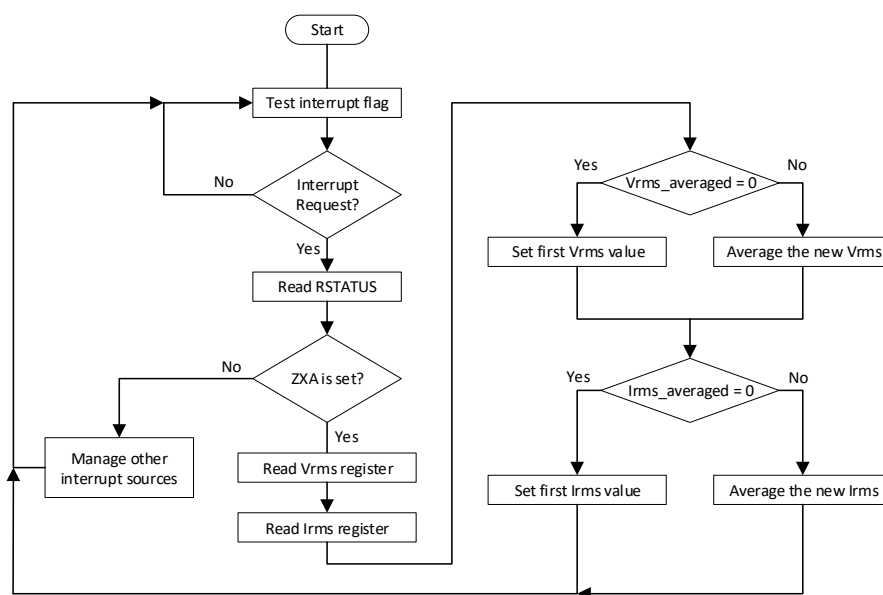 Start
Test interrupt flag
No
Interrupt
Request?
Yes
Read RSTATUS
No
ZXA is set?
Yes
Manage other
interrupt sources
Read Vrms register
Read Irms register
Yes
No
Vrms_averaged = 0
Set first Vrms value
Average the new Vrms
Yes
No
Irms_averaged = 0
Set first Irms value
Average the new Irms